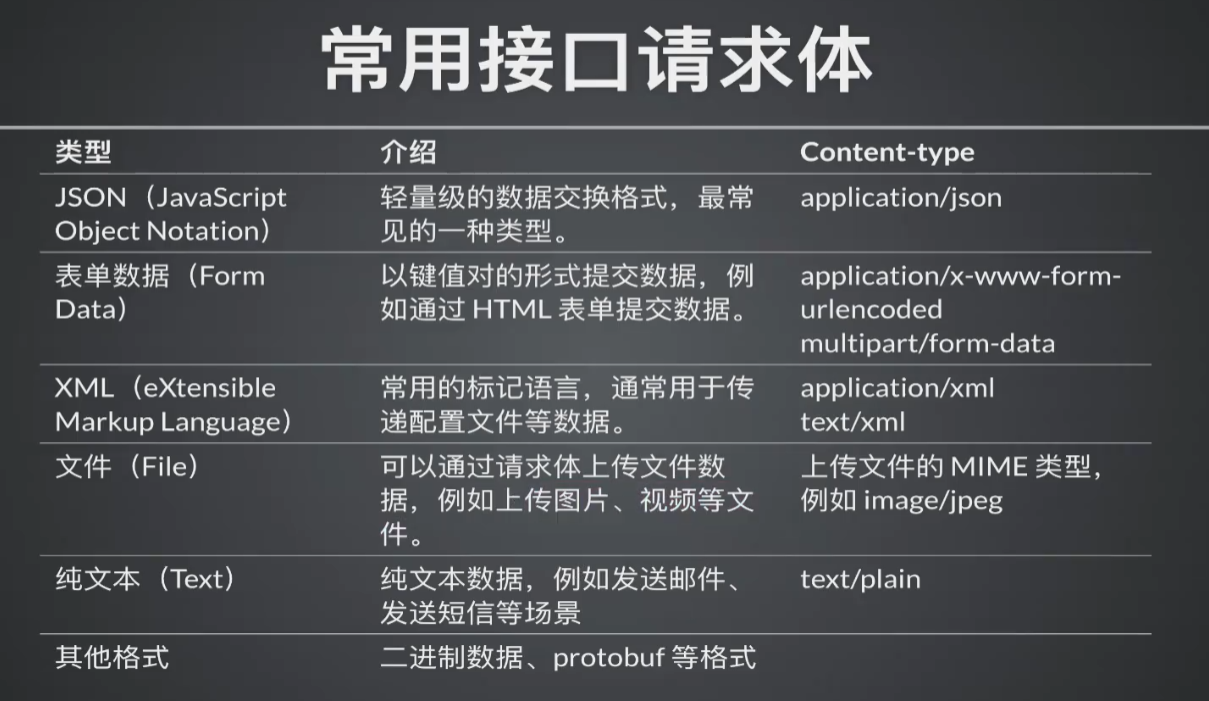 常用接口请求体
类型 介绍 Content-type
JSON（JavaScript Object Notation） 轻量级的数据交换格式，最常见的一种类型。 application/json
表单数据（Form Data） 以键值对的形式提交数据，例如通过 HTML 表单提交数据。 application/x-www-form-urlencoded multipart/form-data
XML（eXtensible Markup Language） 常用的标记语言，通常用于传递配置文件等数据。 application/xml text/xml
文件（File） 可以通过请求体上传文件数据，例如上传图片、视频等文件。 上传文件的 MIME 类型，例如 image/jpeg
纯文本（Text） 纯文本数据，例如发送邮件、发送短信等场景 text/plain
其他格式 二进制数据、protobuf 等格式